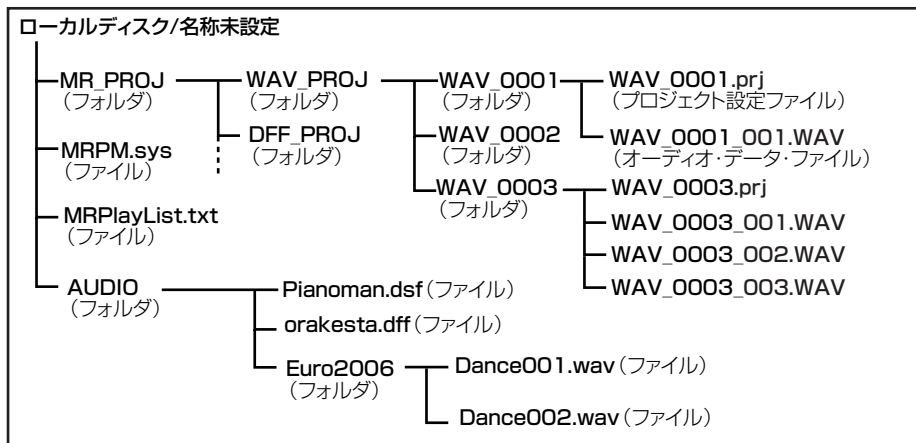 ローカルディスク/名称未設定
MR_PROJ
(フォルダ)
WAV_PROJ
(フォルダ)
WAV_0001
(フォルダ)
WAV_0001.prj
(プロジェクト設定ファイル)
WAV_0001_001.WAV
(オーディオ・データ・ファイル)
DFF_PROJ
(フォルダ)
WAV_0002
(フォルダ)
WAV_0003
(フォルダ)
WAV_0003.prj
WAV_0003_001.WAV
WAV_0003_002.WAV
WAV_0003_003.WAV
MRPM.sys
(ファイル)
MRPlayList.txt
(ファイル)
AUDIO
(フォルダ)
Pianoman.dsf(ファイル)
orakesta.dff(ファイル)
Euro2006
(フォルダ)
Dance001.wav(ファイル)
Dance002.wav(ファイル)